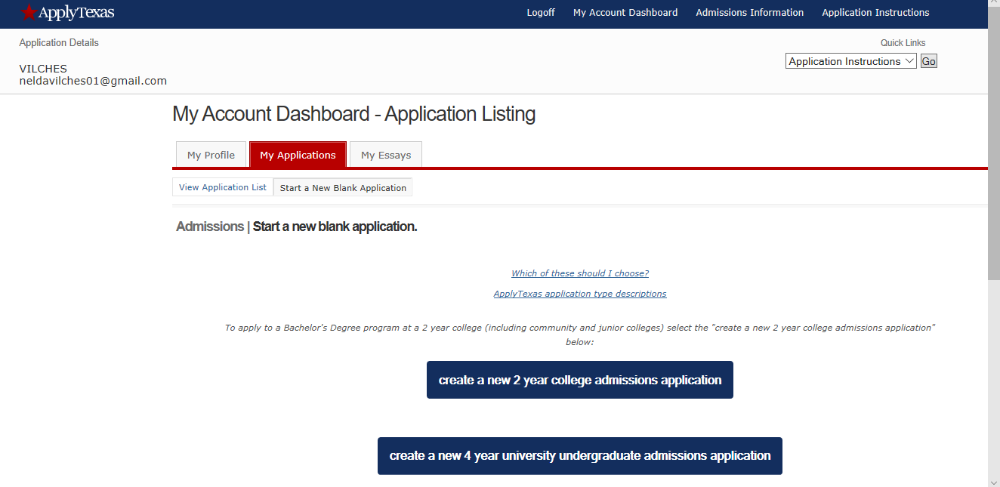 ApplyTexas
Logoff My Account Dashboard Admissions Information Application Instructions
Application Details
Quick Links
VILCHES
neldavilches01@gmail.com
Application Instructions Go
My Account Dashboard - Application Listing
My Profile My Applications My Essays
View Application List Start a New Blank Application
Admissions | Start a new blank application.
Which of these should I choose?
ApplyTexas application type descriptions
To apply to a Bachelor's Degree program at a 2 year college (including community and junior colleges) select the "create a new 2 year college admissions application"
below:
create a new 2 year college admissions application
create a new 4 year university undergraduate admissions application